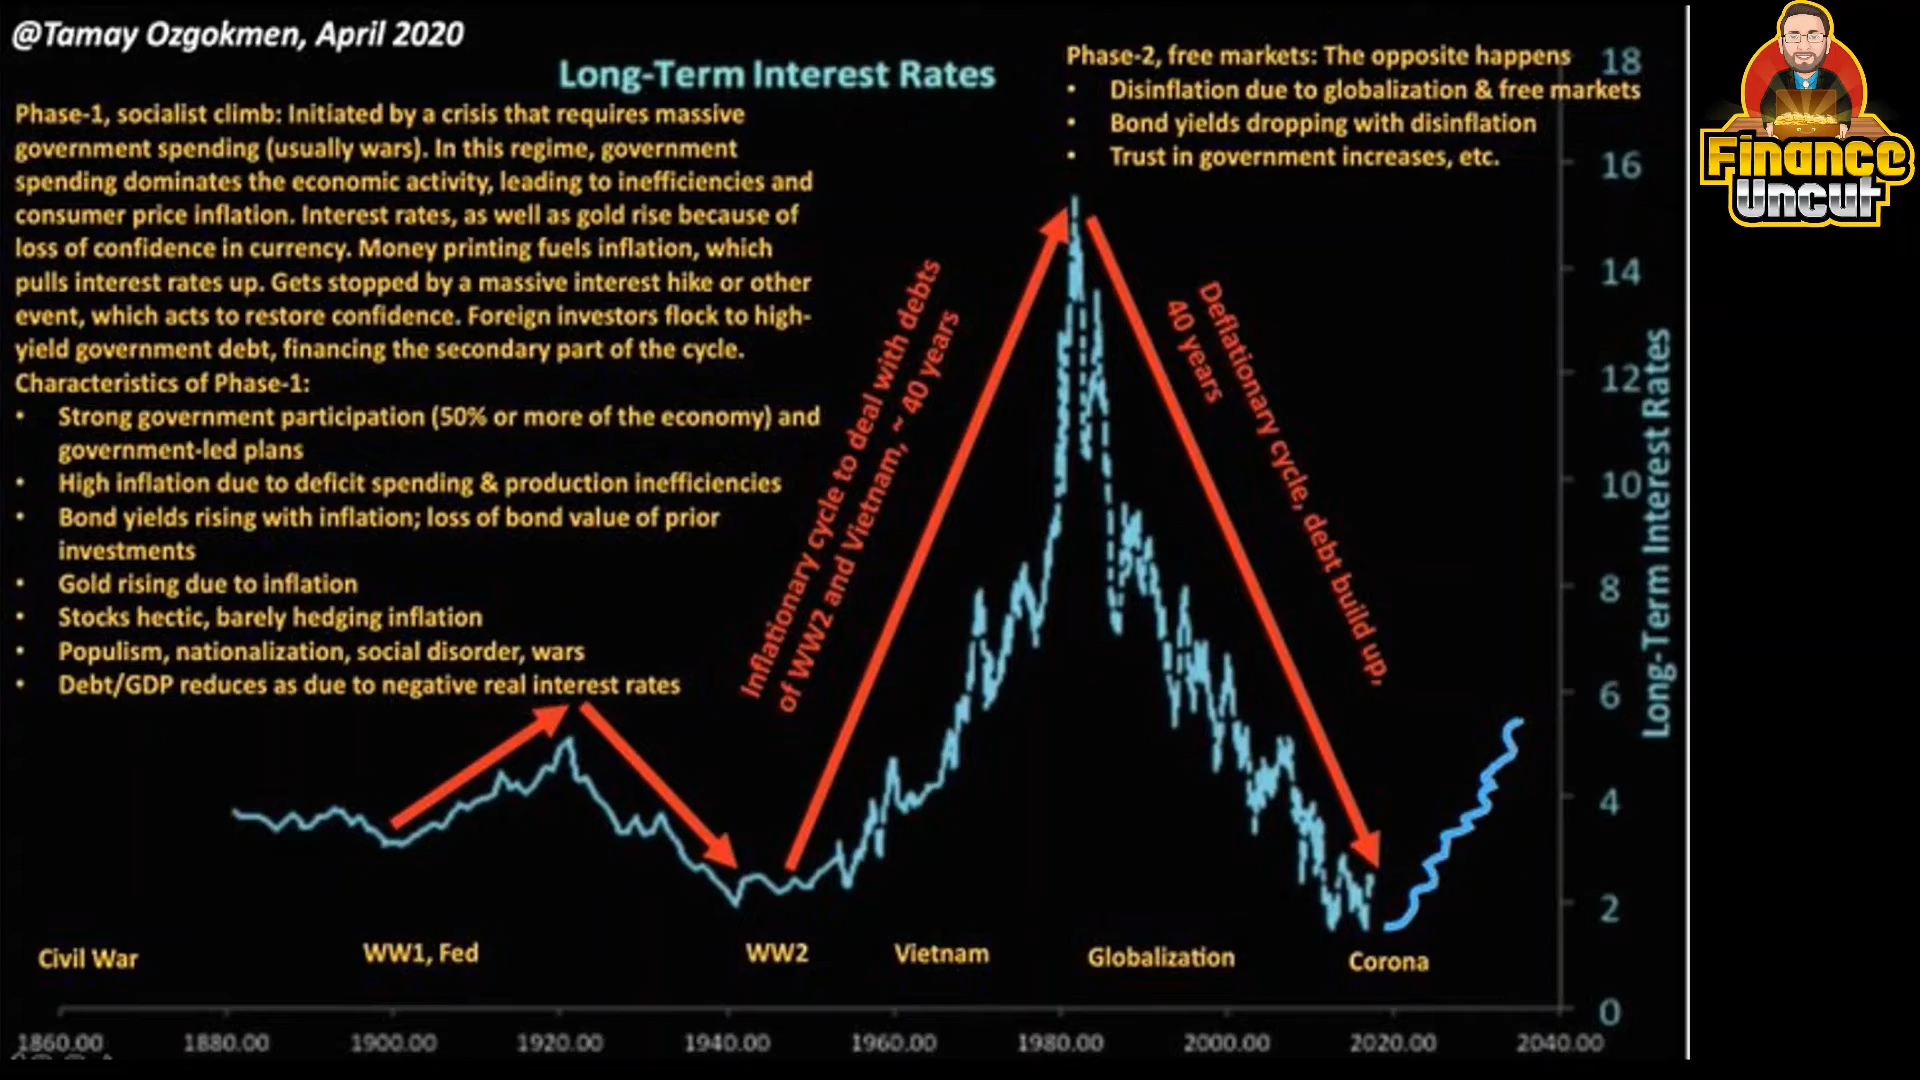 @Tamay Ozgokmen, April 2020
Long-Term Interest Rates
Phase-1, socialist climb: Initiated by a crisis that requires massive
government spending (usually wars). In this regime, government
spending dominates the economic activity, leading to inefficiencies and
consumer price inflation. Interest rates, as well as gold rise because of
loss of confidence in currency. Money printing fuels inflation, which
pulls interest rates up. Gets stopped by a massive interest hike or other
event, which acts to restore confidence. Foreign investors flock to high-
yield government debt, financing the secondary part of the cycle.
Characteristics of Phase-1:
• Strong government participation (50% or more of the economy) and
government-led plans
• High inflation due to deficit spending & production inefficiencies
• Bond yields rising with inflation; loss of bond value of prior
investments
• Gold rising due to inflation
• Stocks hectic, barely hedging inflation
• Populism, nationalization, social disorder, wars
• Debt/GDP reduces as due to negative real interest rates
Phase-2, free markets: The opposite happens
• Disinflation due to globalization & free markets
• Bond yields dropping with disinflation
• Trust in government increases, etc.
Inflationary cycle to deal with debts
of WW2 and Vietnam, ~ 40 years
Deflationary cycle, debt build up,
40 years
18
16
14
12
10
8
6
4
2
0
Long-Term Interest Rates
Civil War
WW1, Fed
WW2
Vietnam
Globalization
Corona
1860.00
1880.00
1900.00
1920.00
1940.00
1960.00
1980.00
2000.00
2020.00
2040.00
Finance
Uncut